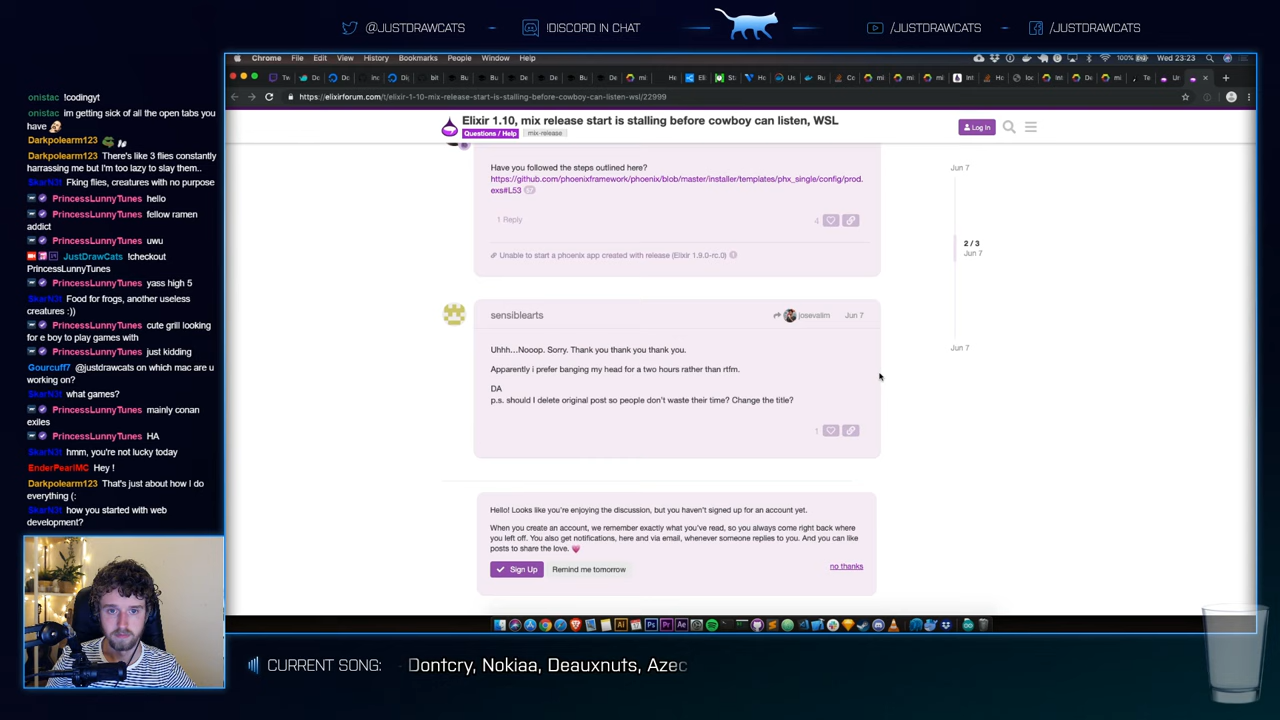 @JUSTDRAWCATS
!DISCORD IN CHAT
/JUSTDRAWCATS
/JUSTDRAWCATS
Chrome File Edit View History Bookmarks People Window Help
100% Wed 23:23
https://elixirforum.com/t/elixir-1-10-mix-release-start-is-stalling-before-cowboy-can-listen-wsl/22999
onistac !codingyt
onistac im getting sick of all the open tabs you
have
Darkpolearm123
Darkpolearm123 There's like 3 flies constantly
harrassing me but I'm too lazy to slay them..
SkarN3t Fking flies, creatures with no purpose
PrincessLunnyTunes hello
PrincessLunnyTunes fellow ramen
addict
PrincessLunnyTunes uwu
JustDrawCats !checkout
PrincessLunnyTunes
PrincessLunnyTunes yass high 5
SkarN3t Food for frogs, another useless
creatures :))
PrincessLunnyTunes cute grill looking
for e boy to play games with
PrincessLunnyTunes just kidding
Gourcuff7 @justdrawcats on which mac are u
working on?
SkarN3t what games?
PrincessLunnyTunes mainly conan
exiles
PrincessLunnyTunes HA
SkarN3t hmm, you're not lucky today
EnderPearlMC Hey !
Darkpolearm123 That's just about how I do
everything (:
SkarN3t how you started with web
development?
Elixir 1.10, mix release start is stalling before cowboy can listen, WSL
Questions / Help mix-release
Log In
Have you followed the steps outlined here?
https://github.com/phoenixframework/phoenix/blob/master/installer/templates/phx_single/config/prod.
exs#L53
1 Reply
4
Unable to start a phoenix app created with release (Elixir 1.9.0-rc.0)
Jun 7
2 / 3
Jun 7
Jun 7
sensiblearts
josevalim Jun 7
Uhhh...Nooop. Sorry. Thank you thank you thank you.
Apparently i prefer banging my head for a two hours rather than rtfm.
DA
p.s. should I delete original post so people don't waste their time? Change the title?
1
Hello! Looks like you're enjoying the discussion, but you haven't signed up for an account yet.
When you create an account, we remember exactly what you've read, so you always come right back where
you left off. You also get notifications, here and via email, whenever someone replies to you. And you can like
posts to share the love.
Sign Up
Remind me tomorrow
no thanks
CURRENT SONG: - Dontcry, Nokiaa, Deauxnuts, Azec